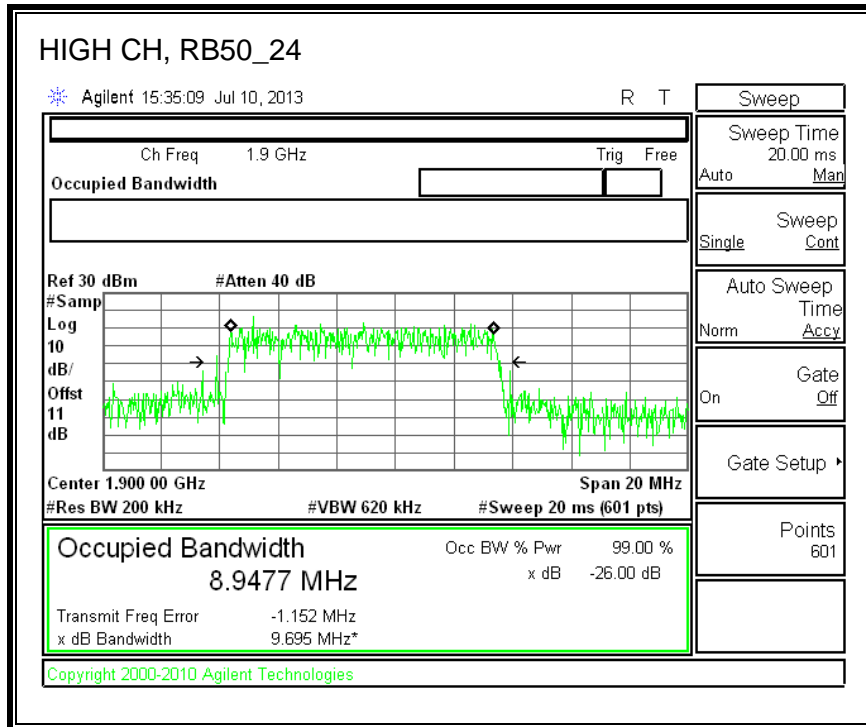 HIGH CH, RB50_24
Agilent 15:35:09 Jul 10, 2013 R T
Ch Freq 1.9 GHz Trig Free
Occupied Bandwidth
Ref 30 dBm #Atten 40 dB
#Samp
Log
10
dB/
Offst
11
dB
Center 1.900 00 GHz Span 20 MHz
#Res BW 200 kHz #VBW 620 kHz #Sweep 20 ms (601 pts)
Occupied Bandwidth Occ BW % Pwr 99.00 %
8.9477 MHz x dB -26.00 dB
Transmit Freq Error -1.152 MHz
x dB Bandwidth 9.695 MHz*
Copyright 2000-2010 Agilent Technologies
Sweep
Sweep Time
20.00 ms
Auto Man
Sweep
Single Cont
Auto Sweep
Time
Norm Accy
Gate
On Off
Gate Setup
Points
601